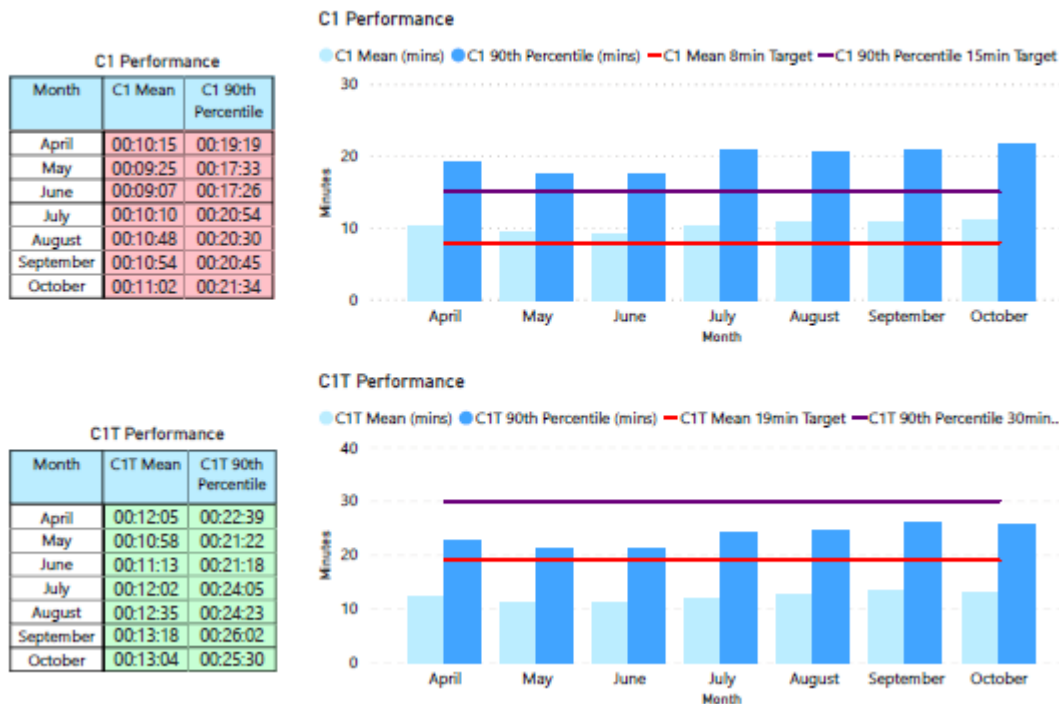 C1 Performance
C1 Mean (mins) C1 90th Percentile (mins) C1 Mean 8min Target C1 90th Percentile 15min Target
C1 Performance
Month C1 Mean C1 90th
Percentile
April 00:10:15 00:19:19
May 00:09:25 00:17:33
June 00:09:07 00:17:26
July 00:10:10 00:20:54
August 00:10:48 00:20:30
September 00:10:54 00:20:45
October 00:11:02 00:21:34
30
20
10
0
Minutes
April May June July August September October
Month
C1T Performance
C1T Mean (mins) C1T 90th Percentile (mins) C1T Mean 19min Target C1T 90th Percentile 30min...
C1T Performance
Month C1T Mean C1T 90th
Percentile
April 00:12:05 00:22:39
May 00:10:58 00:21:22
June 00:11:13 00:21:18
July 00:12:02 00:24:05
August 00:12:35 00:24:23
September 00:13:18 00:26:02
October 00:13:04 00:25:30
40
30
20
10
0
Minutes
April May June July August September October
Month